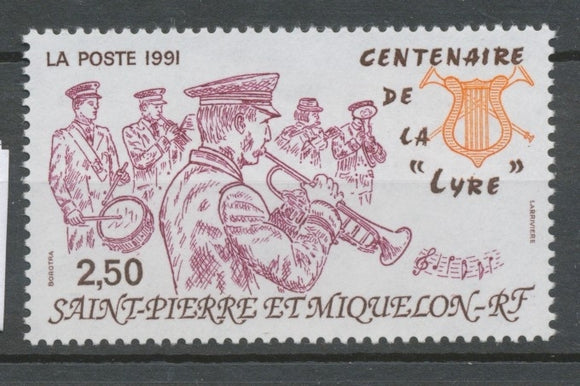 LA POSTE 1991
CENTENAIRE
DE
LA
"LYRE"
2,50
BOROTRA
LARRIVIERE
SAINT-PIERRE ET MIQUELON-RF